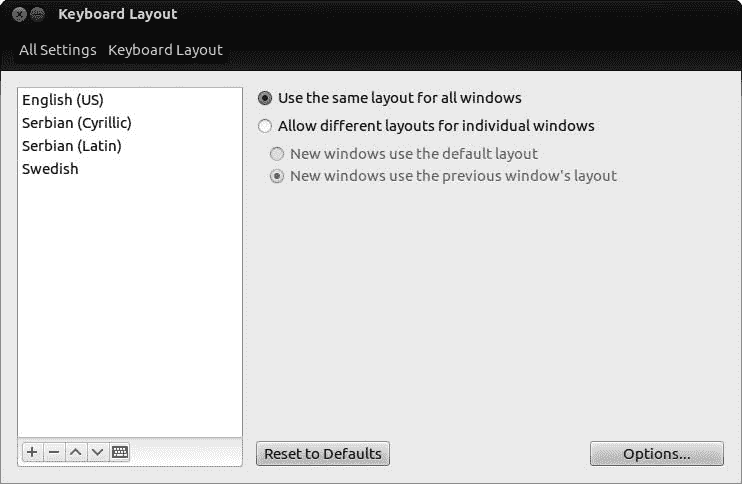 Keyboard Layout
All Settings Keyboard Layout
English (US)
Serbian (Cyrillic)
Serbian (Latin)
Swedish
Use the same layout for all windows
Allow different layouts for individual windows
New windows use the default layout
New windows use the previous window's layout
Reset to Defaults
Options...